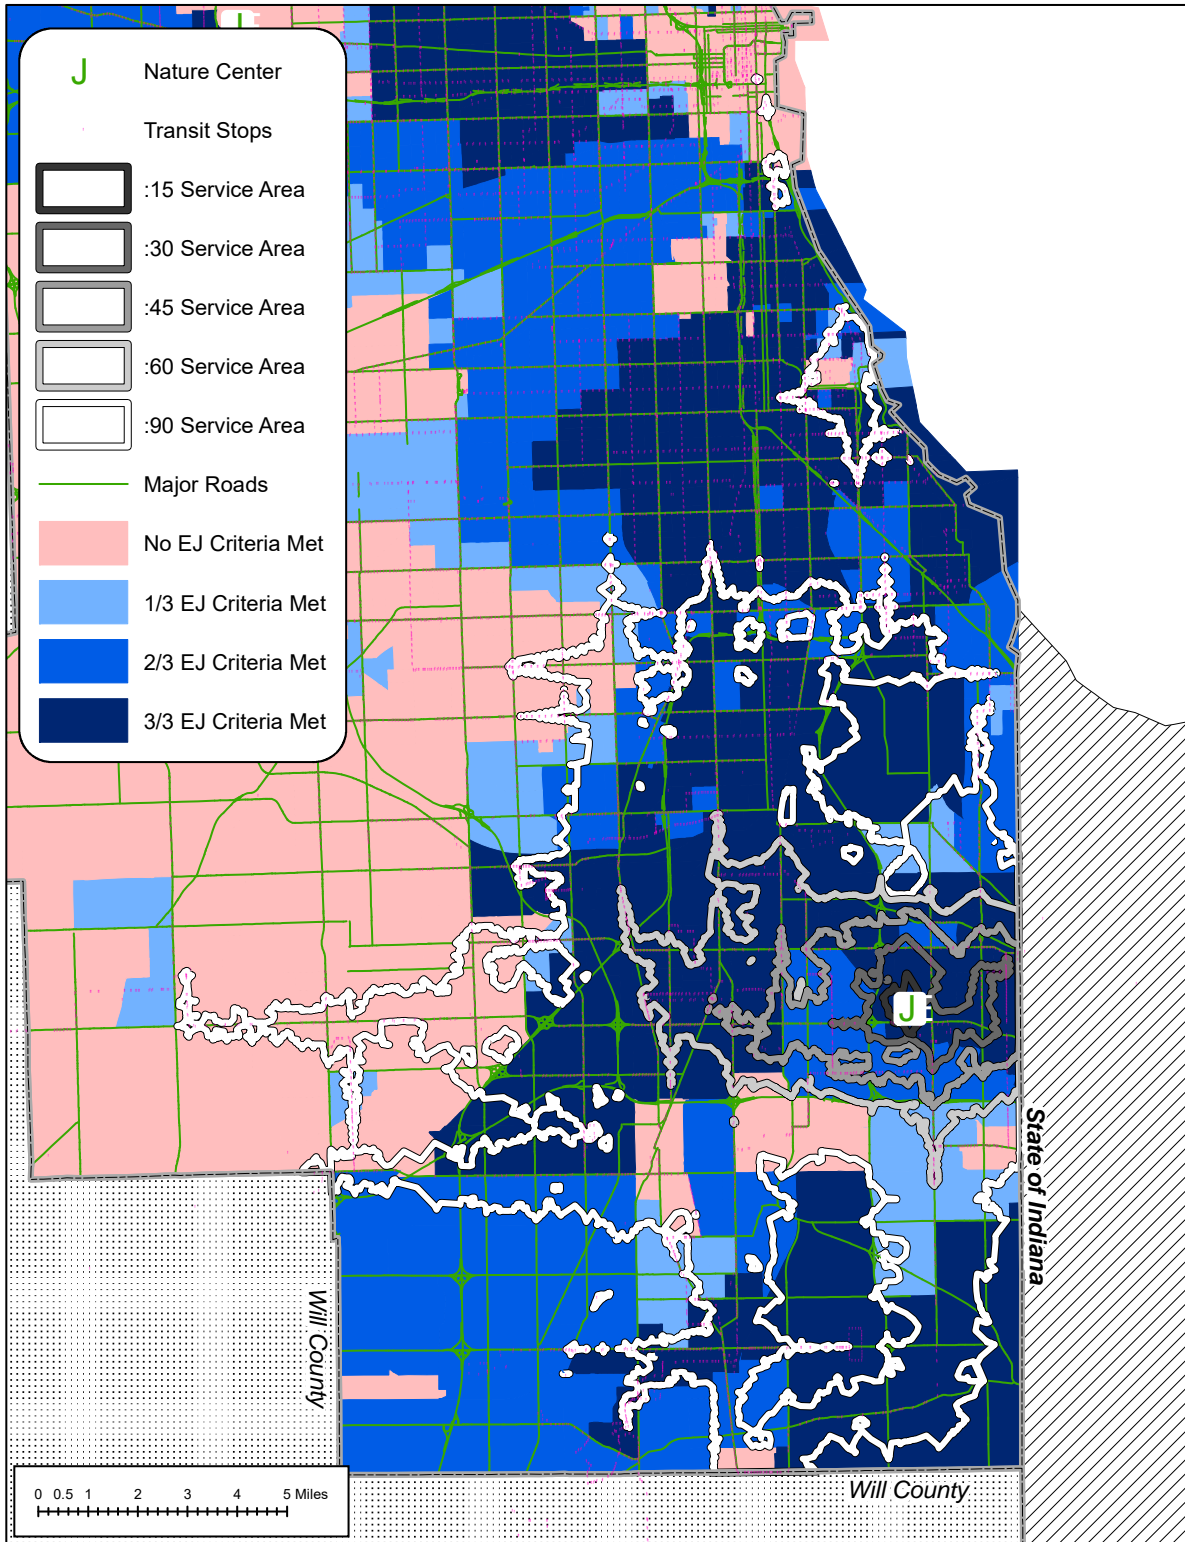 J
J Nature Center
Transit Stops
:15 Service Area
:30 Service Area
:45 Service Area
:60 Service Area
:90 Service Area
Major Roads
No EJ Criteria Met
1/3 EJ Criteria Met
2/3 EJ Criteria Met
3/3 EJ Criteria Met
J
State of Indiana
Will County
Will County
0 0.5 1 2 3 4 5 Miles